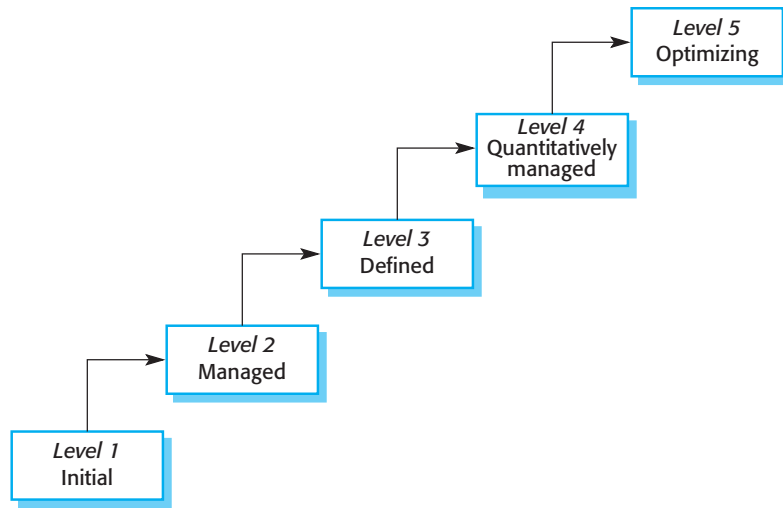 Level 5
Optimizing
Level 4
Quantitatively
managed
Level 3
Defined
Level 2
Managed
Level 1
Initial